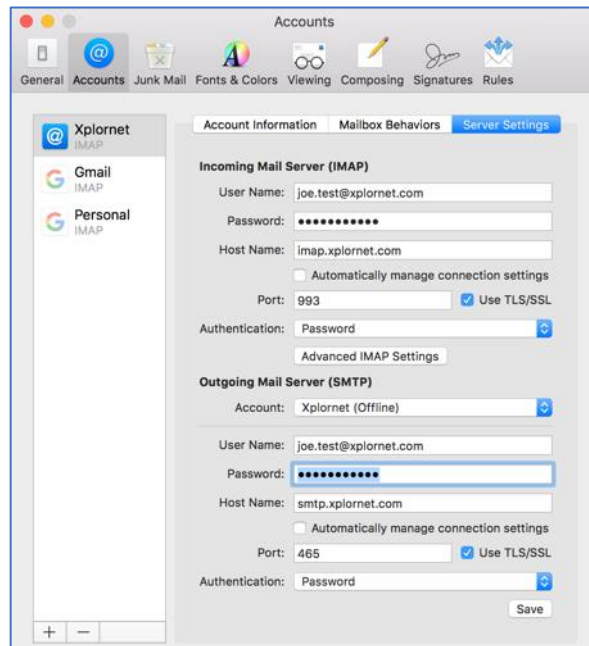 Accounts
General Accounts Junk Mail Fonts & Colors Viewing Composing Signatures Rules
Xplornet
IMAP
Gmail
IMAP
Personal
IMAP
Account Information Mailbox Behaviors Server Settings
Incoming Mail Server (IMAP)
User Name: joe.test@xplornet.com
Password: •••••••••••
Host Name: imap.xplornet.com
Automatically manage connection settings
Port: 993 Use TLS/SSL
Authentication: Password
Advanced IMAP Settings
Outgoing Mail Server (SMTP)
Account: Xplornet (Offline)
User Name: joe.test@xplornet.com
Password: •••••••••••
Host Name: smtp.xplornet.com
Automatically manage connection settings
Port: 465 Use TLS/SSL
Authentication: Password
Save